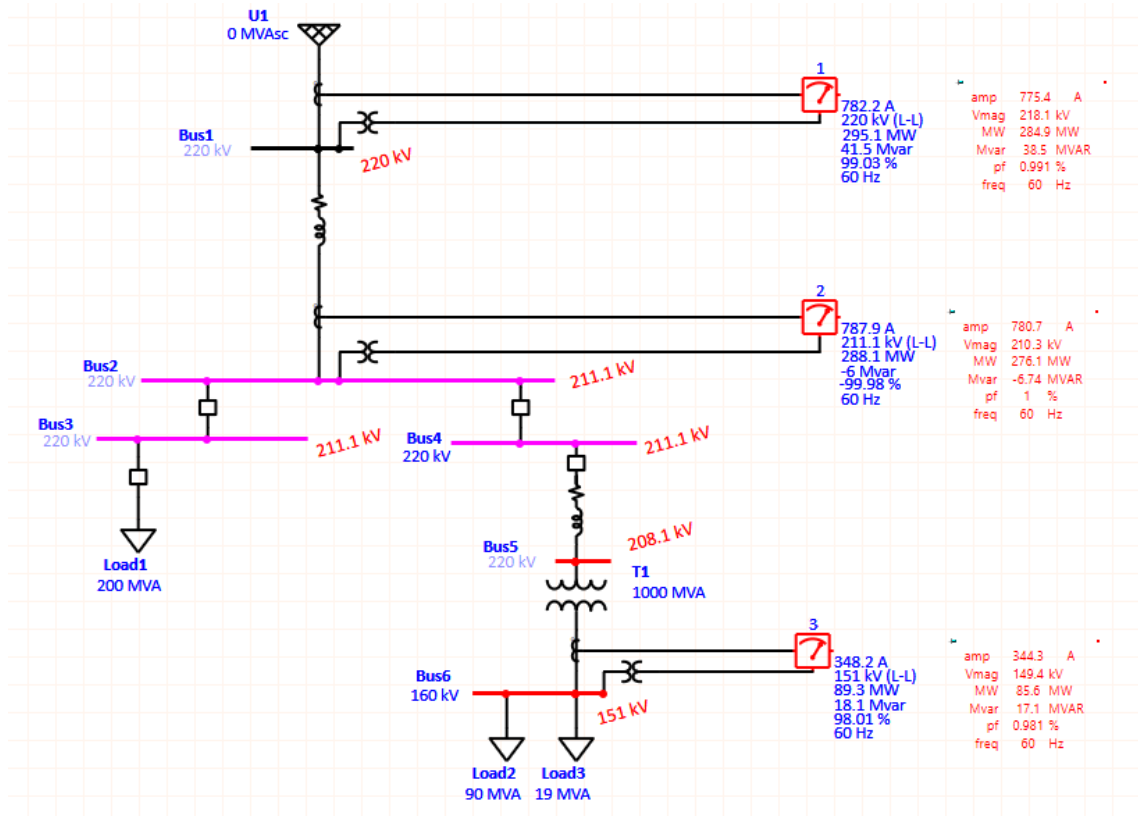 U1
0 MVAsc
1
782.2 A
220 kV (L-L)
295.1 MW
41.5 Mvar
99.03 %
60 Hz
amp 775.4 A
Vmag 218.1 kV
MW 284.9 MW
Mvar 38.5 MVAR
pf 0.991 %
freq 60 Hz
Bus1
220 kV
220 kV
2
787.9 A
211.1 kV (L-L)
288.1 MW
-6 Mvar
-99.98 %
60 Hz
amp 780.7 A
Vmag 210.3 kV
MW 276.1 MW
Mvar -6.74 MVAR
pf 1 %
freq 60 Hz
Bus2
220 kV
211.1 kV
Bus3
220 kV
211.1 kV
Bus4
220 kV
211.1 kV
Load1
200 MVA
Bus5
220 kV
208.1 kV
T1
1000 MVA
3
348.2 A
151 kV (L-L)
89.3 MW
18.1 Mvar
98.01 %
60 Hz
amp 344.3 A
Vmag 149.4 kV
MW 85.6 MW
Mvar 17.1 MVAR
pf 0.981 %
freq 60 Hz
Bus6
160 kV
151 kV
Load2
90 MVA
Load3
19 MVA